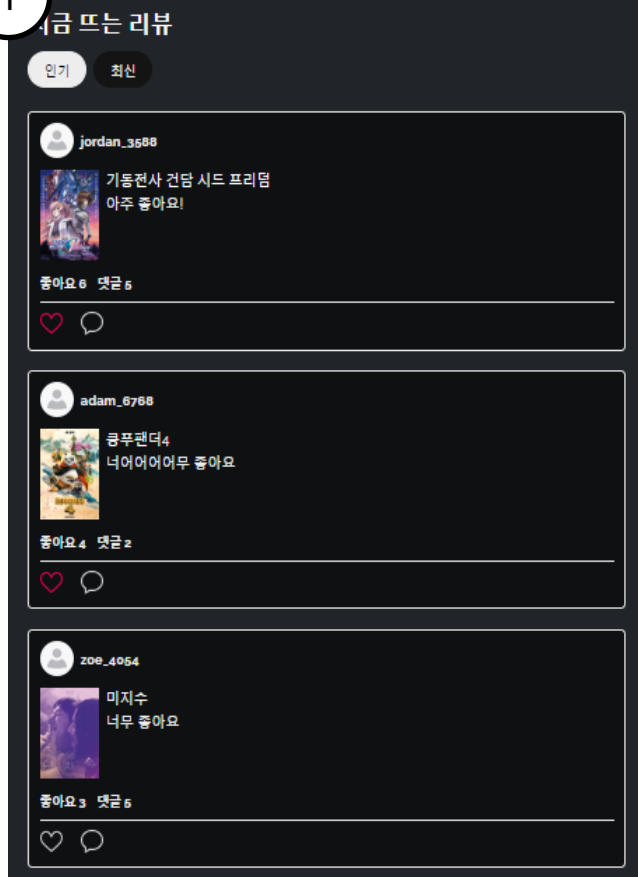 1
지금 뜨는 리뷰
인기 최신
jordan_3588
기동전사 건담 시드 프리덤
아주 좋아요!
좋아요 6 댓글 5
adam_6768
쿵푸팬더4
너어어어어무 좋아요
좋아요 4 댓글 2
zoe_4054
미지수
너무 좋아요
좋아요 3 댓글 5